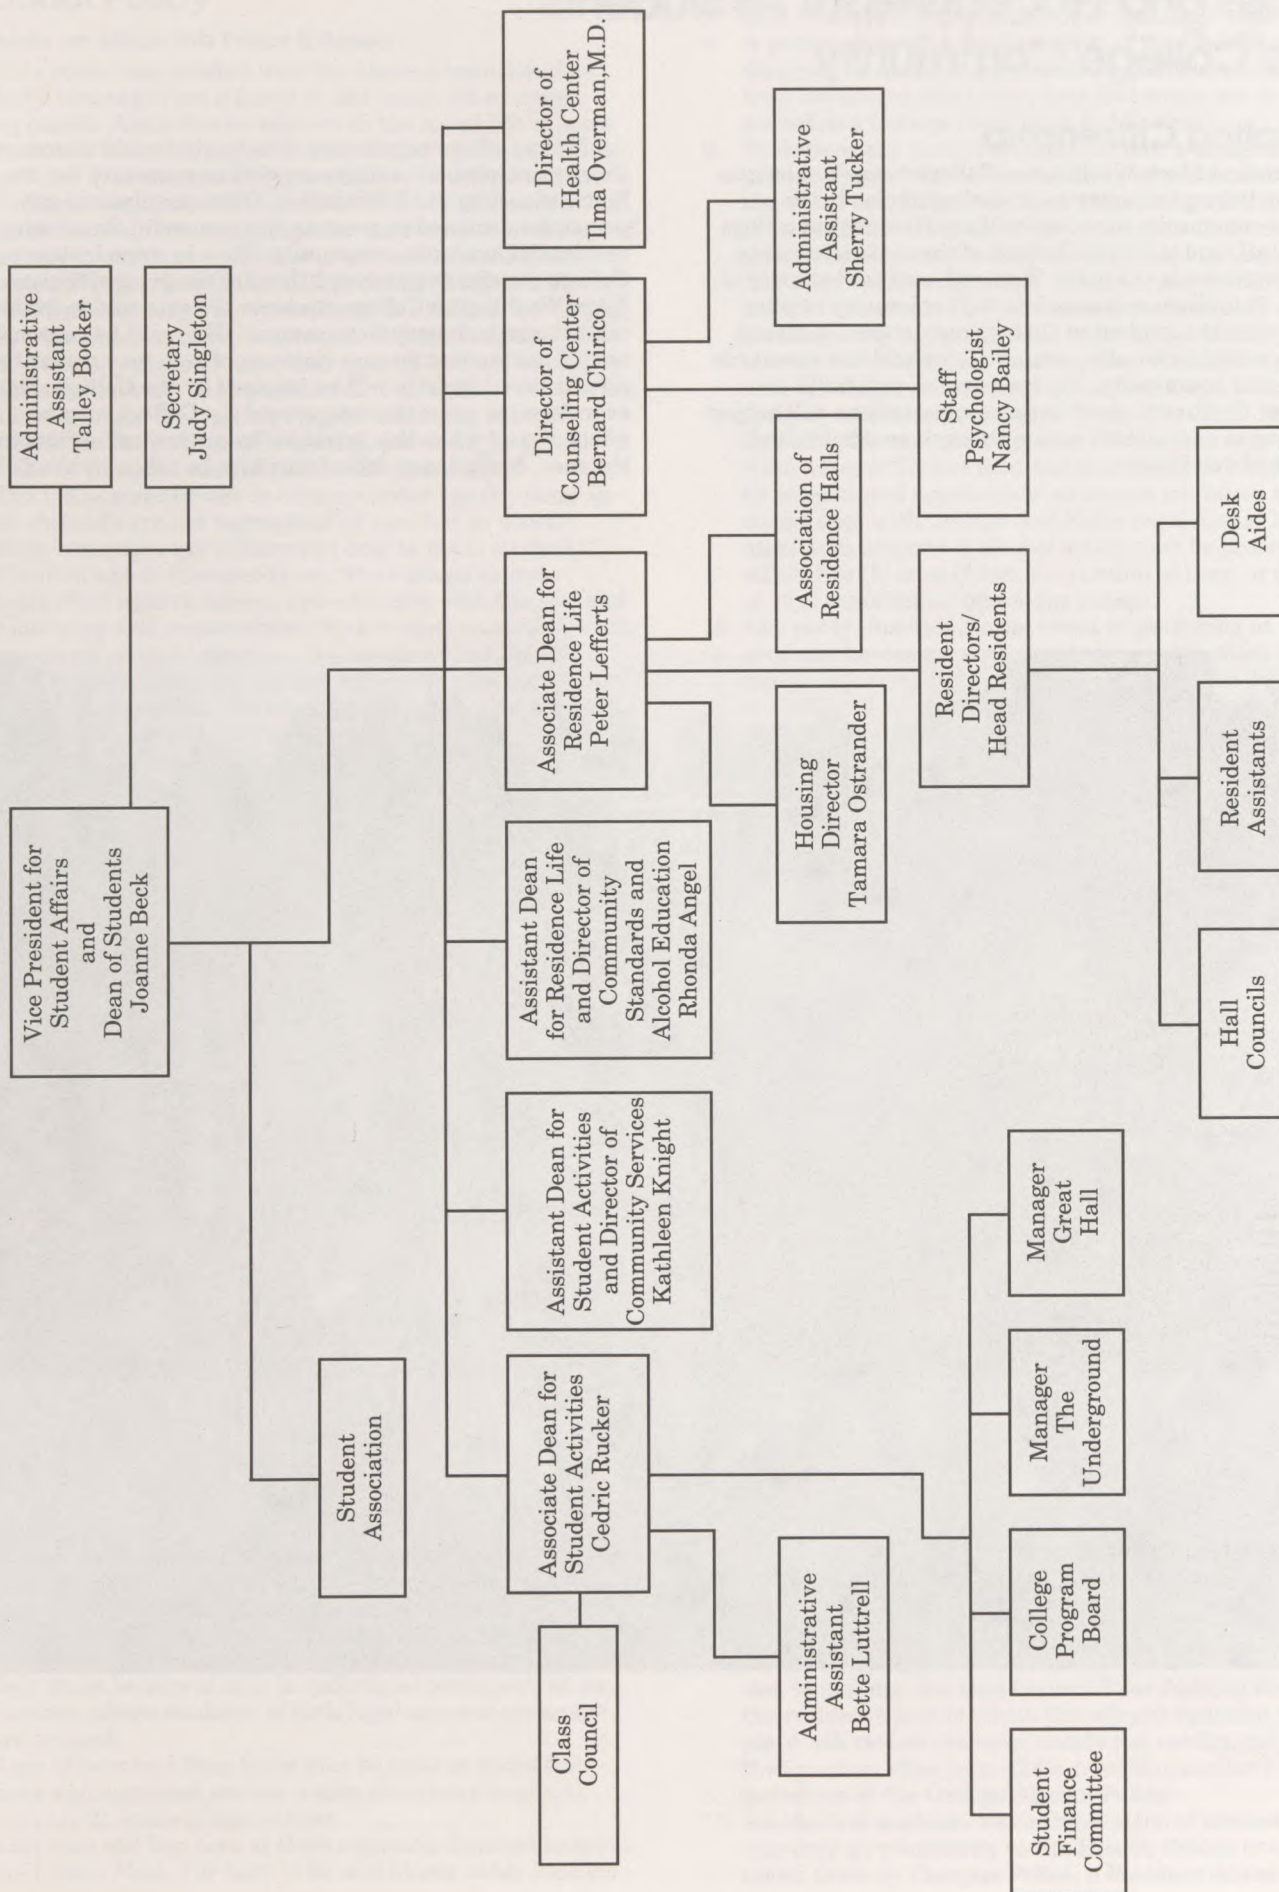 Vice President for
Student Affairs
and
Dean of Students
Joanne Beck
Administrative
Assistant
Talley Booker
Secretary
Judy Singleton
Student
Association
Class
Council
Associate Dean for
Student Activities
Cedric Rucker
Assistant Dean for
Student Activities
and Director of
Community Services
Kathleen Knight
Assistant Dean
for Residence Life
and Director of
Community
Standards and
Alcohol Education
Rhonda Angel
Associate Dean for
Residence Life
Peter Lefferts
Director of
Counseling Center
Bernard Chirico
Director of
Health Center
Ilma Overman,M.D.
Administrative
Assistant
Bette Luttrell
Housing
Director
Tamara Ostrander
Association of
Residence Halls
Administrative
Assistant
Sherry Tucker
Resident
Directors/
Head Residents
Staff
Psychologist
Nancy Bailey
Student
Finance
Committee
College
Program
Board
Manager
The
Underground
Manager
Great
Hall
Hall
Councils
Resident
Assistants
Desk
Aides